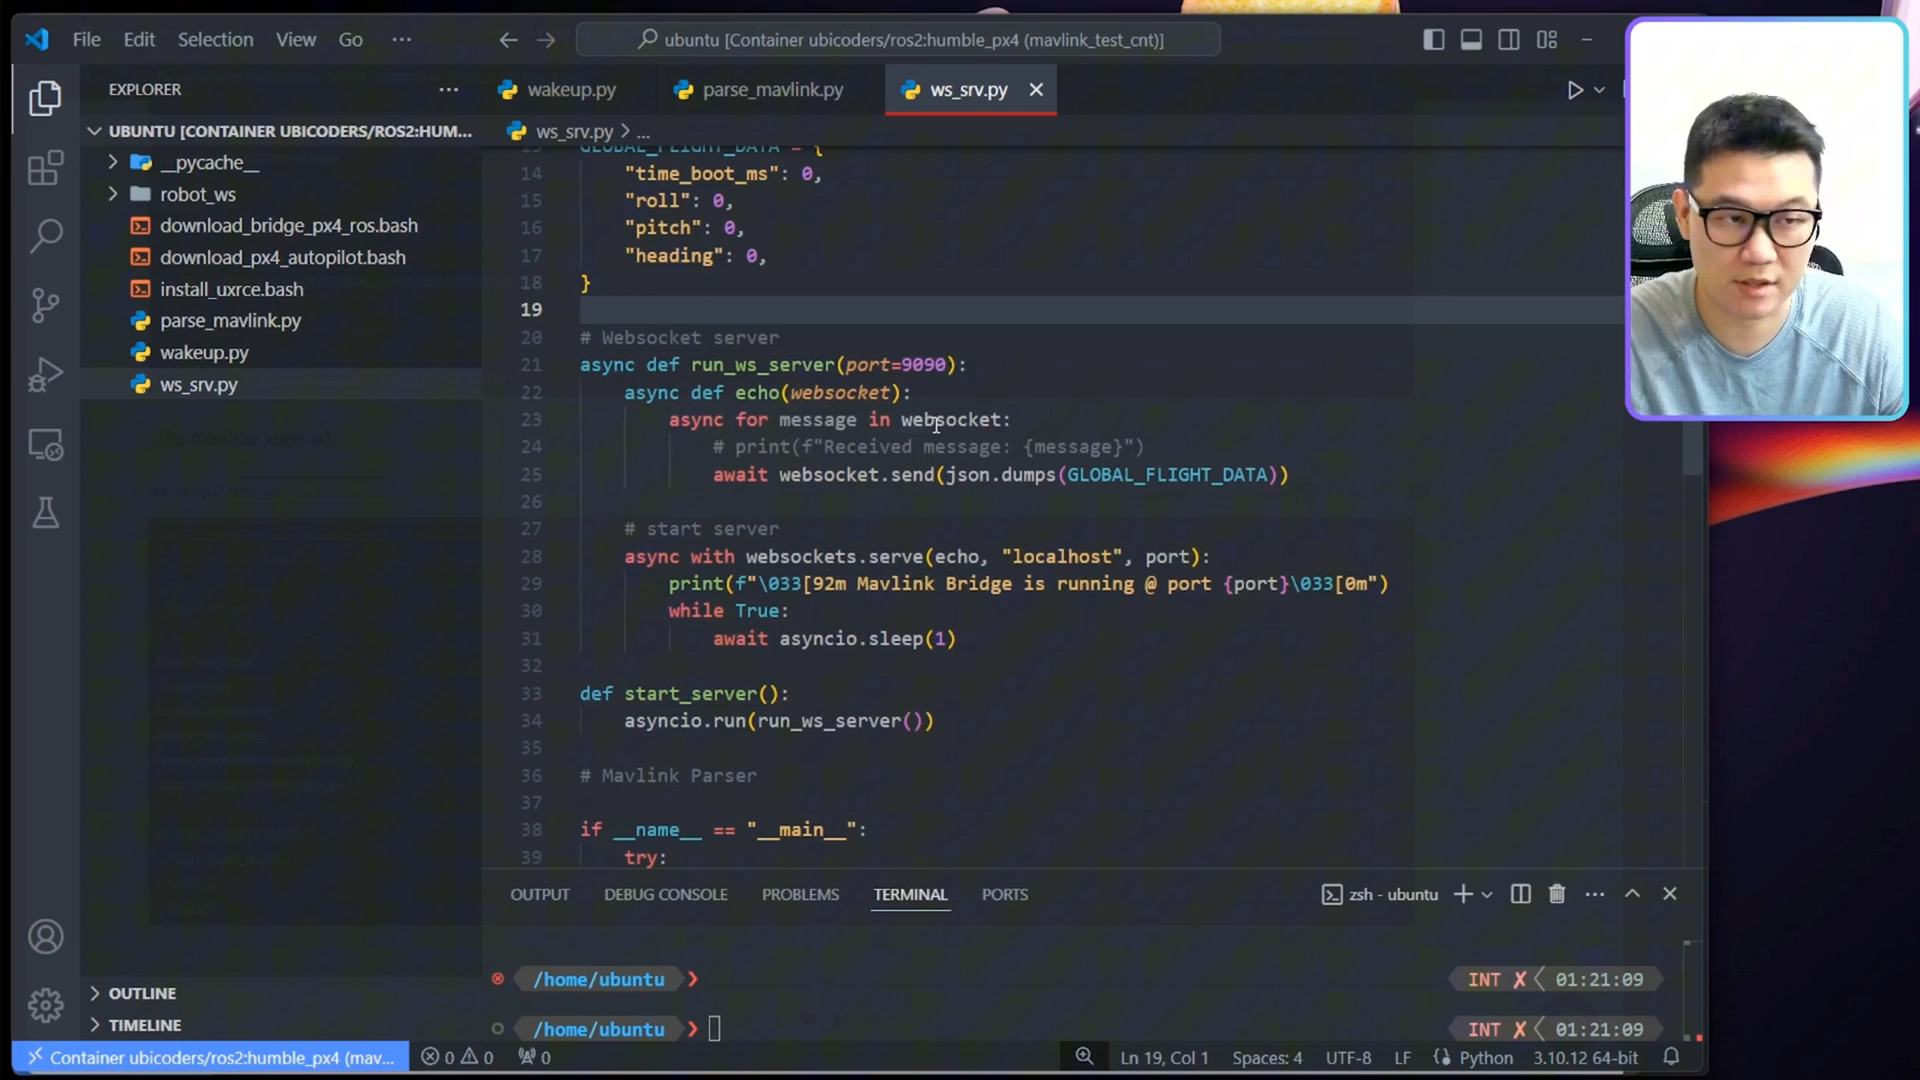 File Edit Selection View Go ···
ubuntu [Container ubicoders/ros2:humble_px4 (mavlink_test_cnt)]
EXPLORER
UBUNTU [CONTAINER UBICODERS/ROS2:HUM...
__pycache__
robot_ws
download_bridge_px4_ros.bash
download_px4_autopilot.bash
install_uxrce.bash
parse_mavlink.py
wakeup.py
ws_srv.py
OUTLINE
TIMELINE
wakeup.py parse_mavlink.py ws_srv.py
ws_srv.py > ...
GLOBAL_FLIGHT_DATA = {
14 "time_boot_ms": 0,
15 "roll": 0,
16 "pitch": 0,
17 "heading": 0,
18 }
19
20 # Websocket server
21 async def run_ws_server(port=9090):
22 async def echo(websocket):
23 async for message in websocket:
24 # print(f"Received message: {message}")
25 await websocket.send(json.dumps(GLOBAL_FLIGHT_DATA))
26
27 # start server
28 async with websockets.serve(echo, "localhost", port):
29 print(f"\033[92m Mavlink Bridge is running @ port {port}\033[0m")
30 while True:
31 await asyncio.sleep(1)
32
33 def start_server():
34 asyncio.run(run_ws_server())
35
36 # Mavlink Parser
37
38 if __name__ == "__main__":
39 try:
OUTPUT DEBUG CONSOLE PROBLEMS TERMINAL PORTS zsh - ubuntu
/home/ubuntu ❯ INT ✘ 01:21:09
/home/ubuntu ❯ INT ✘ 01:21:09
Container ubicoders/ros2:humble_px4 (mav... 0 0 0 Ln 19, Col 1 Spaces: 4 UTF-8 LF Python 3.10.12 64-bit